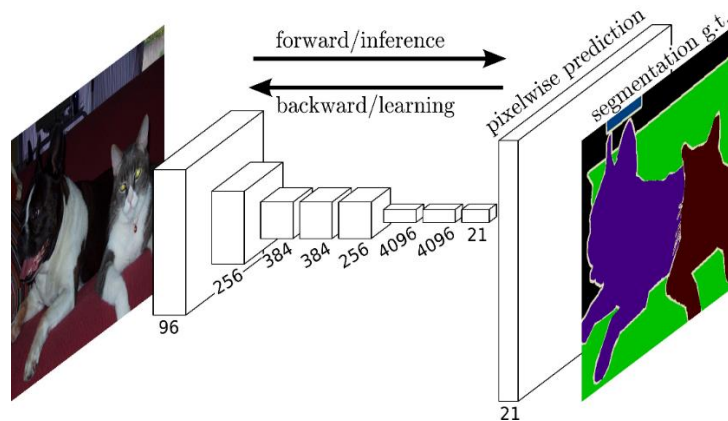 forward/inference
backward/learning
pixelwise prediction
segmentation g.t.
96
256
384
384
256
4096
4096
21
21